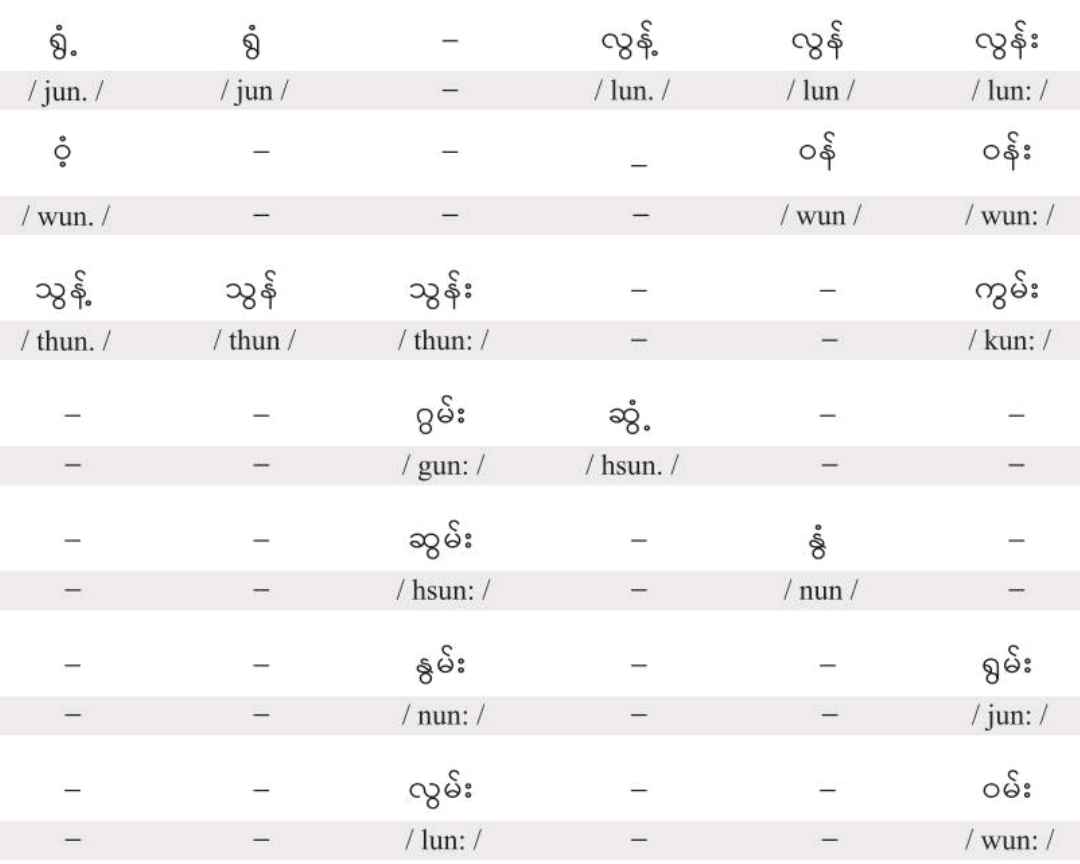 ရွံ့ ရွံ – လွန့် လွန် လွန်း
/ jun. / / jun / – / lun. / / lun / / lun: /
ဝံ့ – – – ဝန် ဝန်း
/ wun. / – – – / wun / / wun: /
သွန့် သွန် သွန်း – – ကွမ်း
/ thun. / / thun / / thun: / – – / kun: /
– – ဂွမ်း ဆွံ့ – –
– – / gun: / / hsun. / – –
– – ဆွမ်း – နွံ –
– – / hsun: / – / nun / –
– – နွမ်း – – ရွမ်း
– – / nun: / – – / jun: /
– – လွမ်း – – ဝမ်း
– – / lun: / – – / wun: /